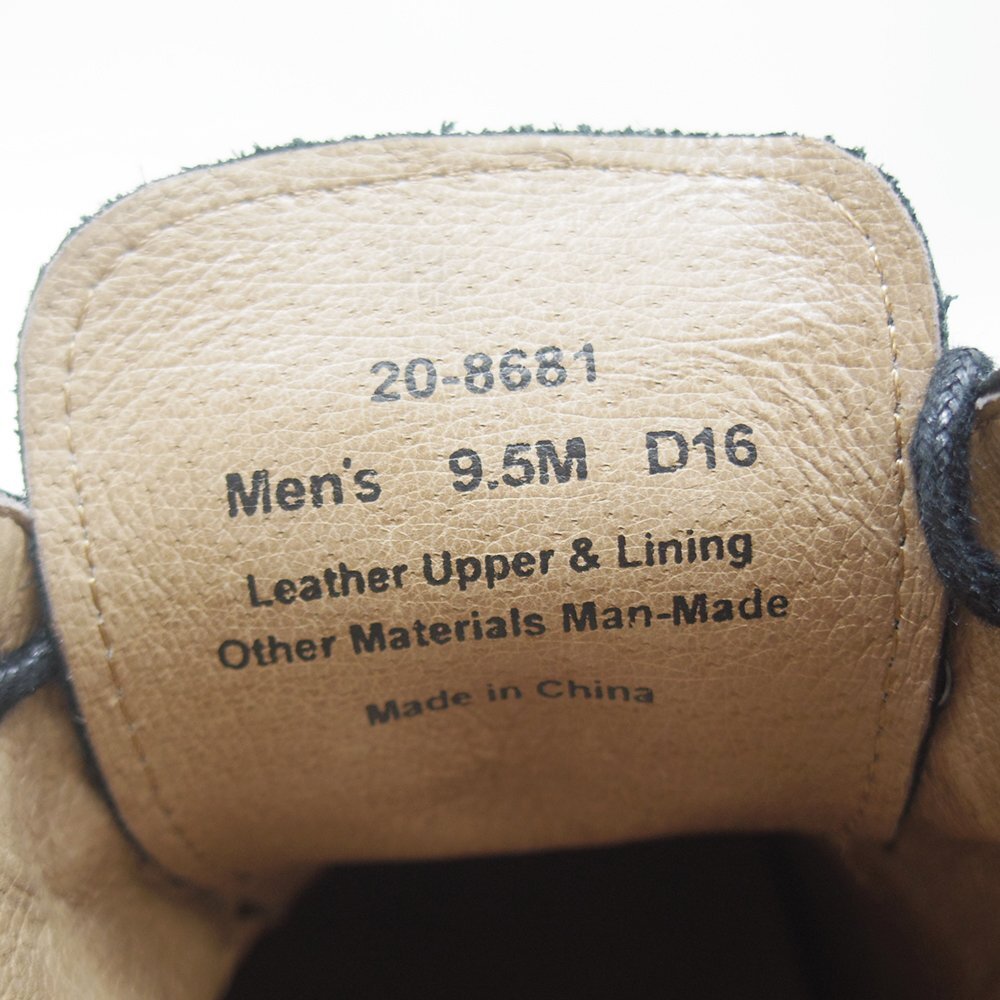 20-8681
Men's 9.5M D16
Leather Upper & Lining
Other Materials Man-Made
Made in China